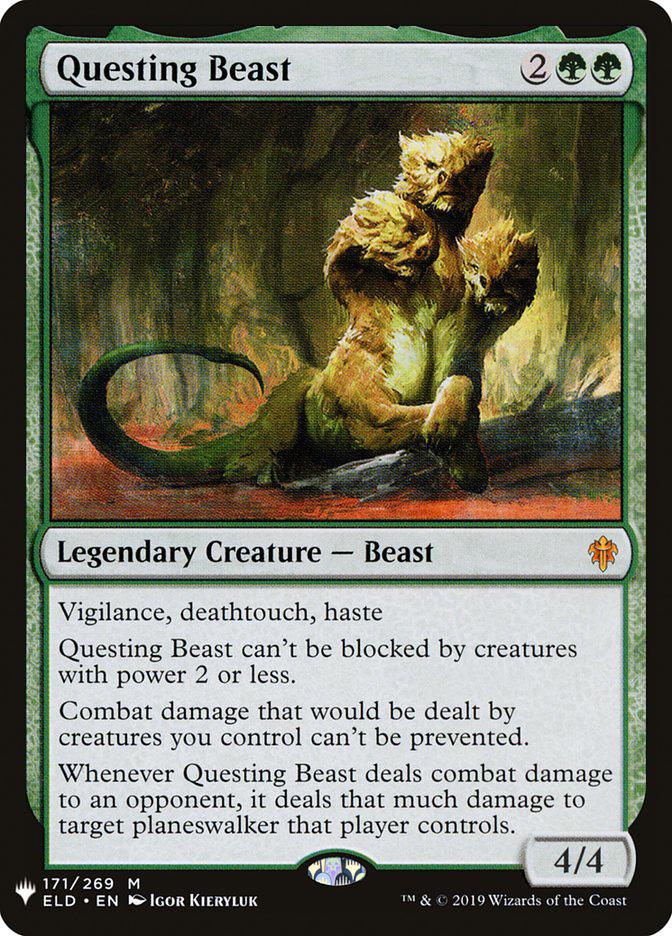 Questing Beast 2
Legendary Creature — Beast
Vigilance, deathtouch, haste
Questing Beast can't be blocked by creatures
with power 2 or less.
Combat damage that would be dealt by
creatures you control can't be prevented.
Whenever Questing Beast deals combat damage
to an opponent, it deals that much damage to
target planeswalker that player controls.
4/4
171/269 M
ELD • EN Igor Kieryluk
™ & © 2019 Wizards of the Coast